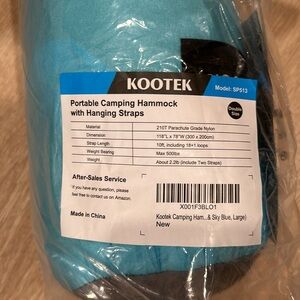 KOOTEK
Model: SP513
Portable Camping Hammock
with Hanging Straps
Double
Size
Material 210T Parachute Grade Nylon
Dimension 118"L x 78"W (300 x 200cm)
Strap Length 10ft, including 18+1 loops
Weight Bearing Max 500lbs
Weight About 2.2lb (include Two Straps)
After-Sales Service
If you have any question, please
feel free to contact us on Amazon.
Made in China
X001F3BLO1
Kootek Camping Ham...& Sky Blue, Large)
New